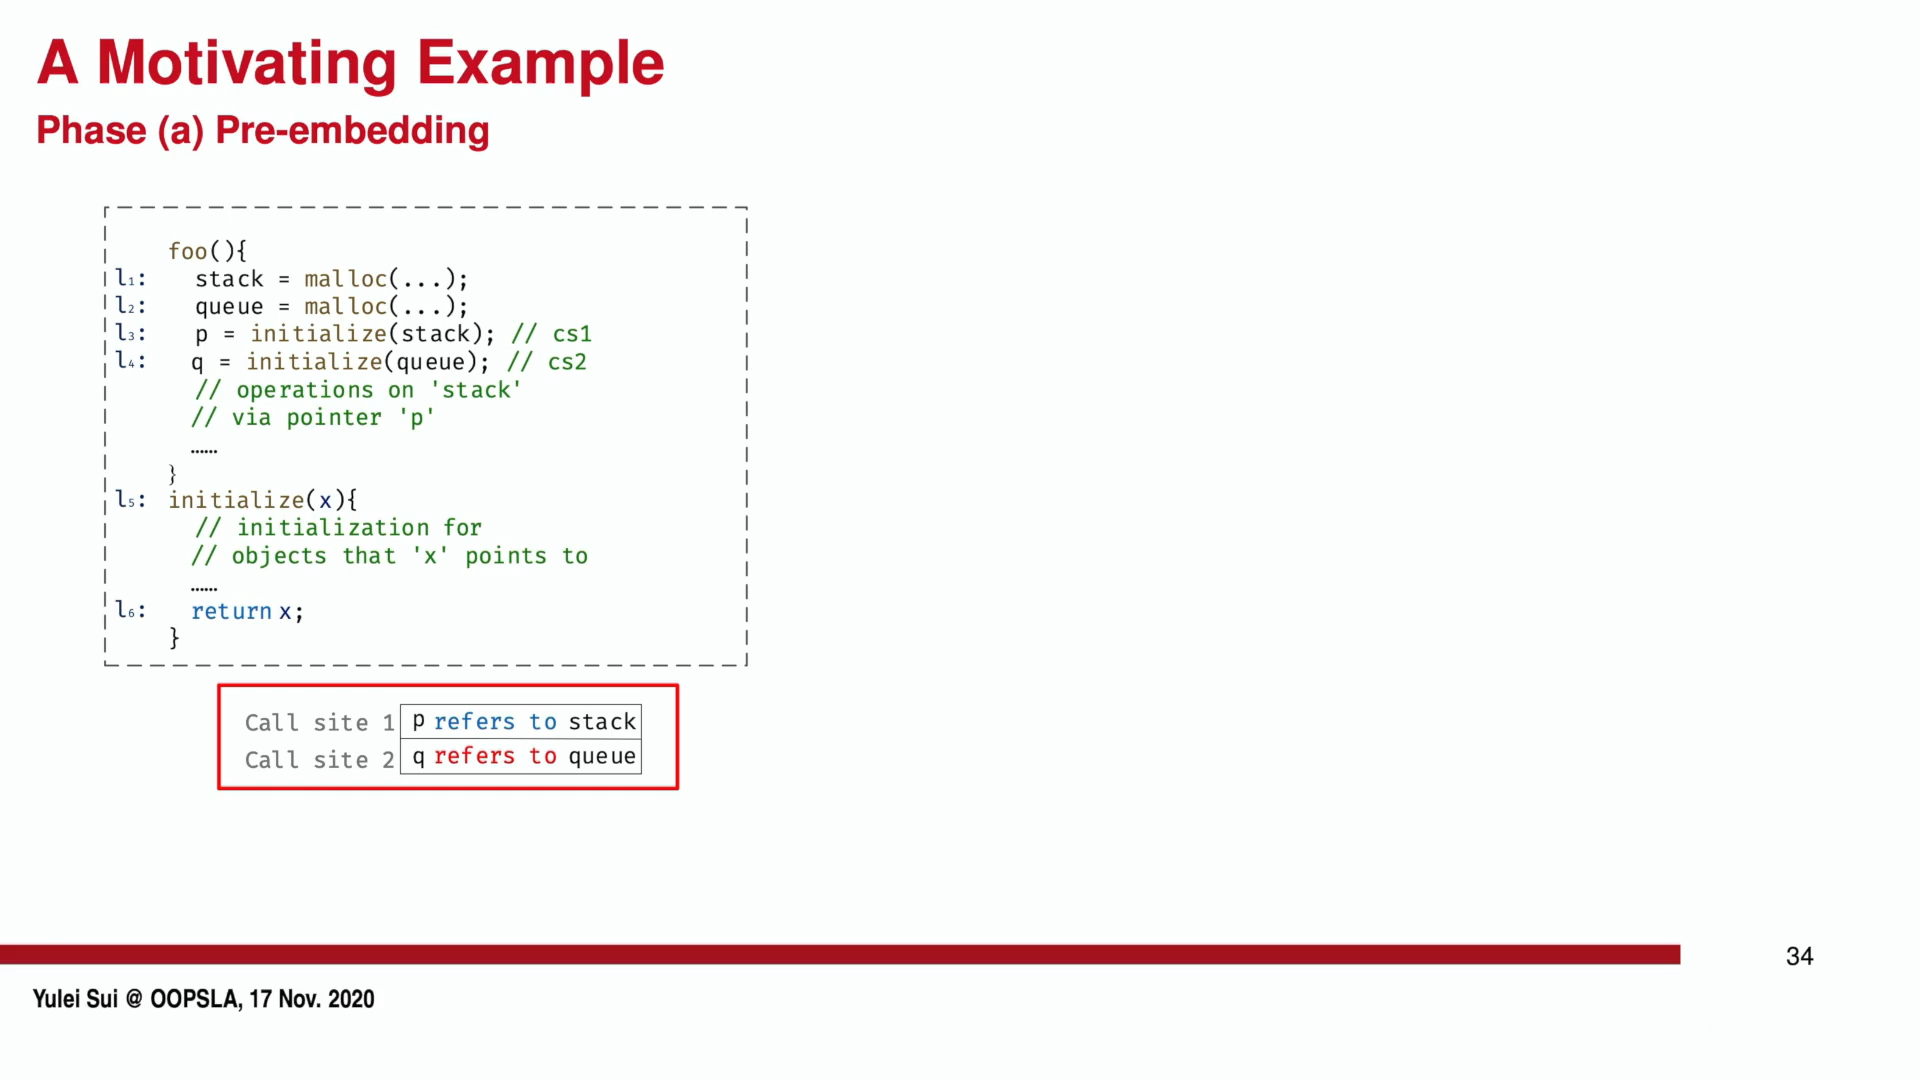 A Motivating Example
Phase (a) Pre-embedding
foo(){
l₁: stack = malloc(...);
l₂: queue = malloc(...);
l₃: p = initialize(stack); // cs1
l₄: q = initialize(queue); // cs2
// operations on 'stack'
// via pointer 'p'
……
}
l₅: initialize(x){
// initialization for
// objects that 'x' points to
……
l₆: return x;
}
Call site 1 p refers to stack
Call site 2 q refers to queue
34
Yulei Sui @ OOPSLA, 17 Nov. 2020